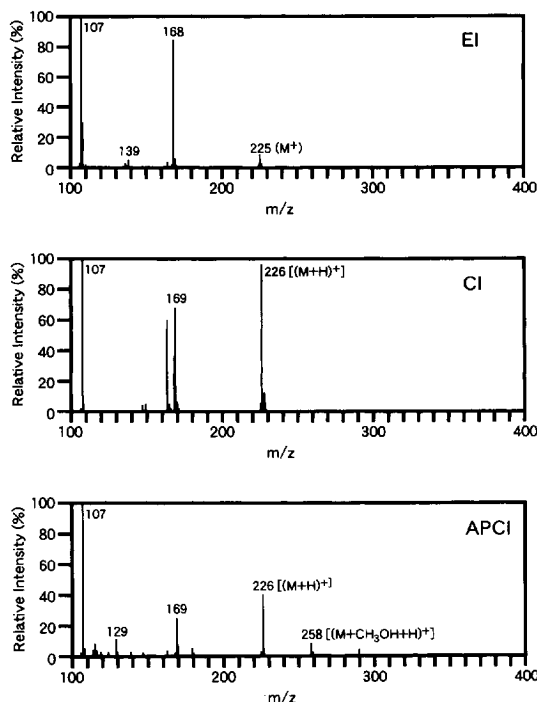 EI
Relative Intensity (%)
100
80
60
40
20
0
107
168
139
225 (M⁺)
100 200 300 400
m/z
CI
Relative Intensity (%)
100
80
60
40
20
0
107
169
226 [(M+H)⁺]
100 200 300 400
m/z
APCI
Relative Intensity (%)
100
80
60
40
20
0
107
129
169
226 [(M+H)⁺]
258 [(M+CH₃OH+H)⁺]
100 200 300 400
m/z